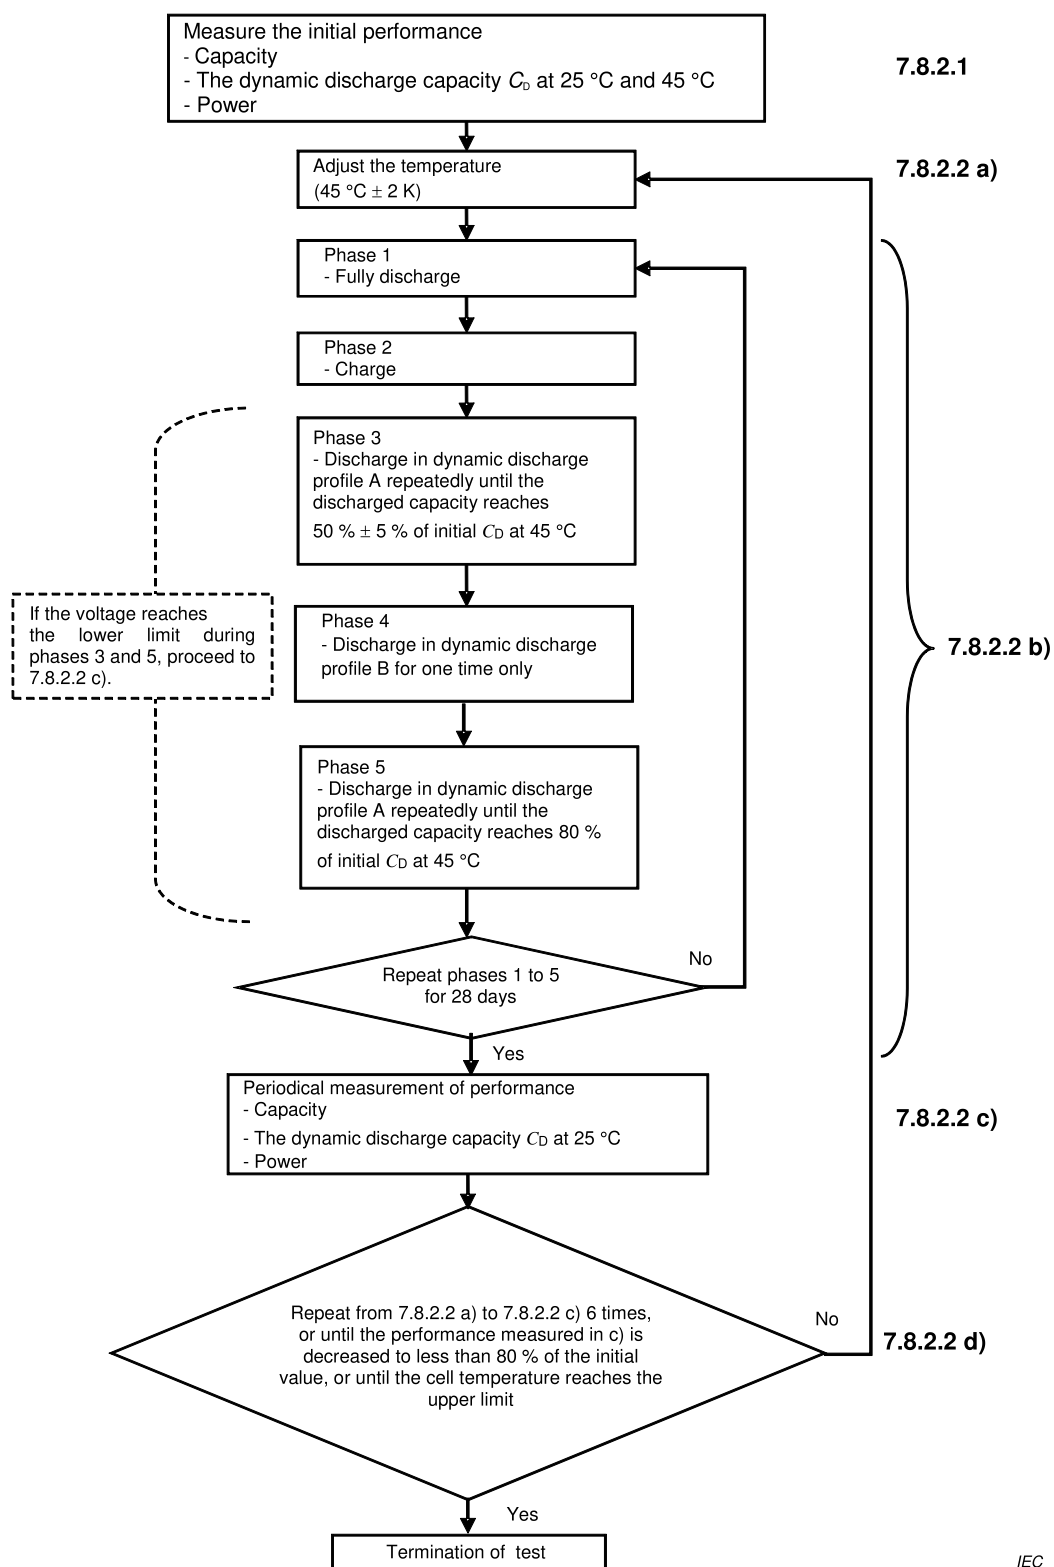 Measure the initial performance
- Capacity
- The dynamic discharge capacity CD at 25 °C and 45 °C
- Power
7.8.2.1
Adjust the temperature
(45 °C ± 2 K)
7.8.2.2 a)
Phase 1
- Fully discharge
Phase 2
- Charge
Phase 3
- Discharge in dynamic discharge
profile A repeatedly until the
discharged capacity reaches
50 % ± 5 % of initial CD at 45 °C
If the voltage reaches
the lower limit during
phases 3 and 5, proceed to
7.8.2.2 c).
Phase 4
- Discharge in dynamic discharge
profile B for one time only
7.8.2.2 b)
Phase 5
- Discharge in dynamic discharge
profile A repeatedly until the
discharged capacity reaches 80 %
of initial CD at 45 °C
Repeat phases 1 to 5
for 28 days
No
Yes
Periodical measurement of performance
- Capacity
- The dynamic discharge capacity CD at 25 °C
- Power
7.8.2.2 c)
Repeat from 7.8.2.2 a) to 7.8.2.2 c) 6 times,
or until the performance measured in c) is
decreased to less than 80 % of the initial
value, or until the cell temperature reaches the
upper limit
No
7.8.2.2 d)
Yes
Termination of test
IEC